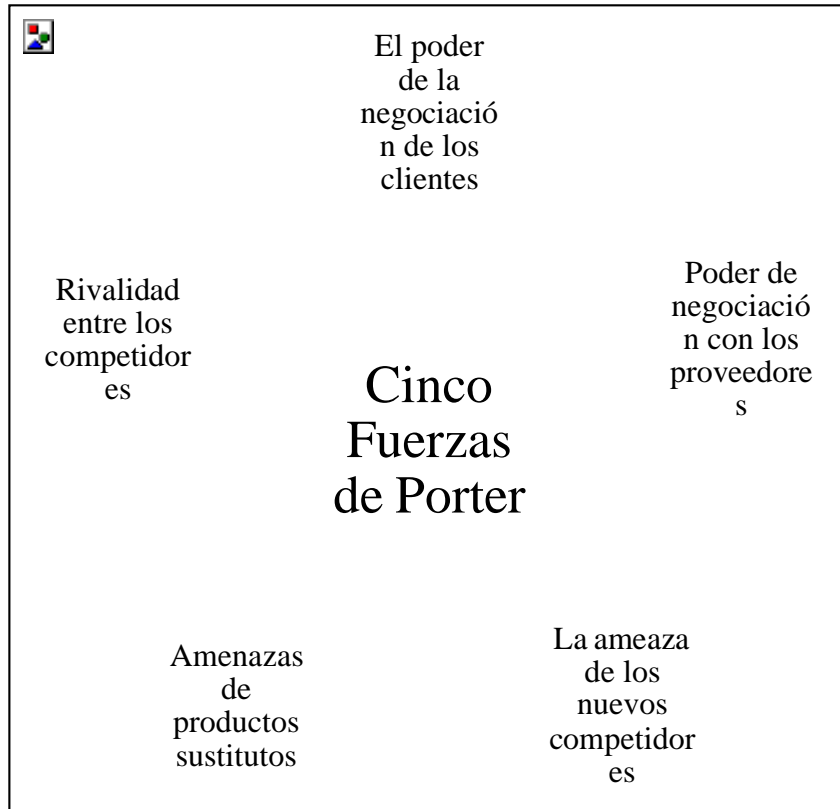 El poder
de la
negociació
n de los
clientes
Rivalidad
entre los
competidor
es
Poder de
negociació
n con los
proveedore
s
Cinco
Fuerzas
de Porter
Amenazas
de
productos
sustitutos
La ameaza
de los
nuevos
competidor
es